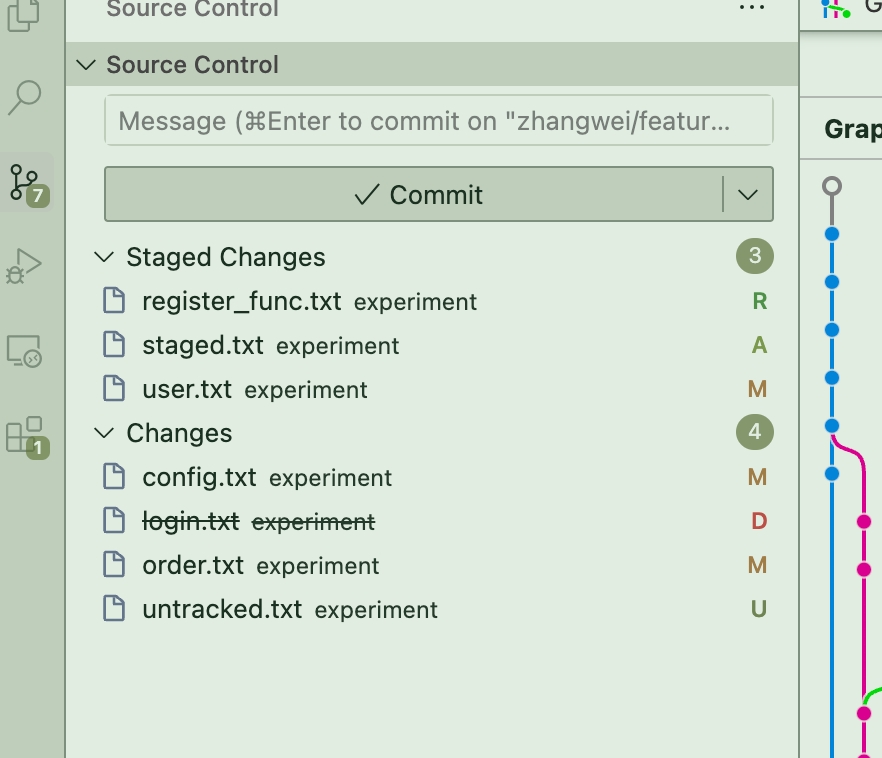 Source Control
Source Control
Message (⌘Enter to commit on "zhangwei/featur...
Commit
Staged Changes 3
register_func.txt experiment R
staged.txt experiment A
user.txt experiment M
Changes 4
config.txt experiment M
login.txt experiment D
order.txt experiment M
untracked.txt experiment U
7
1
G
Grap